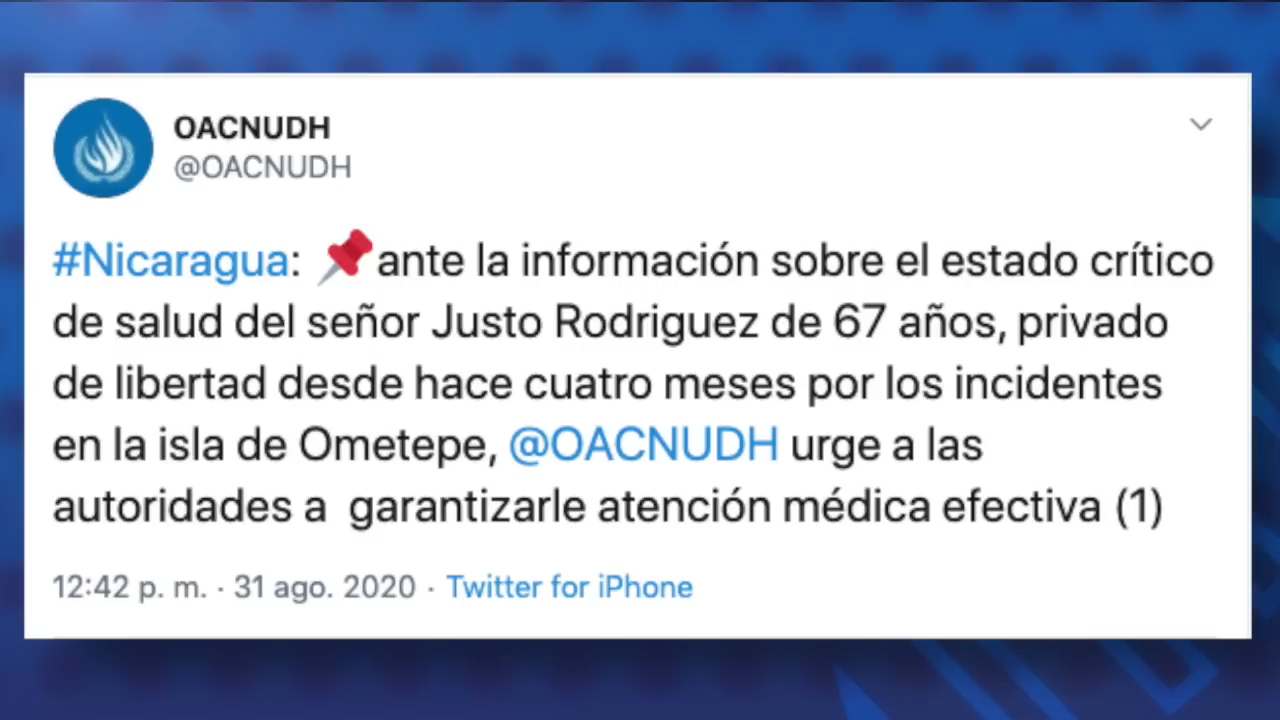 OACNUDH
@OACNUDH
#Nicaragua: 📌ante la información sobre el estado crítico
de salud del señor Justo Rodriguez de 67 años, privado
de libertad desde hace cuatro meses por los incidentes
en la isla de Ometepe, @OACNUDH urge a las
autoridades a  garantizarle atención médica efectiva (1)
12:42 p. m. · 31 ago. 2020 · Twitter for iPhone